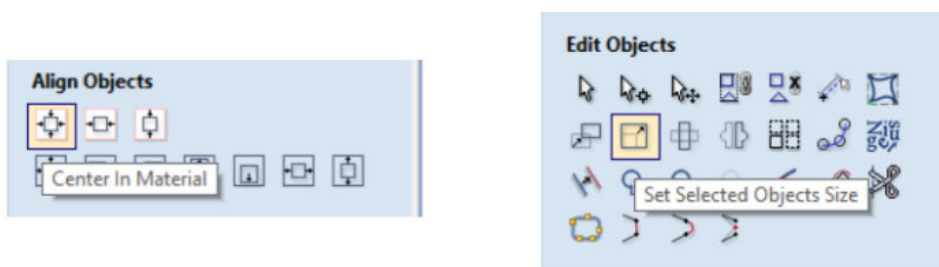 Align Objects
Center In Material
Edit Objects
Set Selected Objects Size